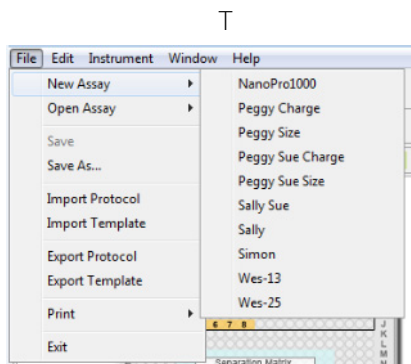 T
File Edit Instrument Window Help
New Assay
Open Assay
Save
Save As...
Import Protocol
Import Template
Export Protocol
Export Template
Print
Exit
NanoPro1000
Peggy Charge
Peggy Size
Peggy Sue Charge
Peggy Sue Size
Sally Sue
Sally
Simon
Wes-13
Wes-25
6 7 8
J
K
L
M
Separation Matrix